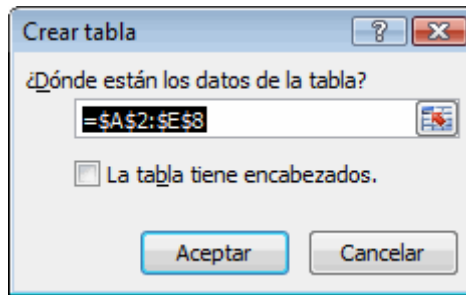 Crear tabla
¿Dónde están los datos de la tabla?
=$A$2:$E$8
La tabla tiene encabezados.
Aceptar Cancelar